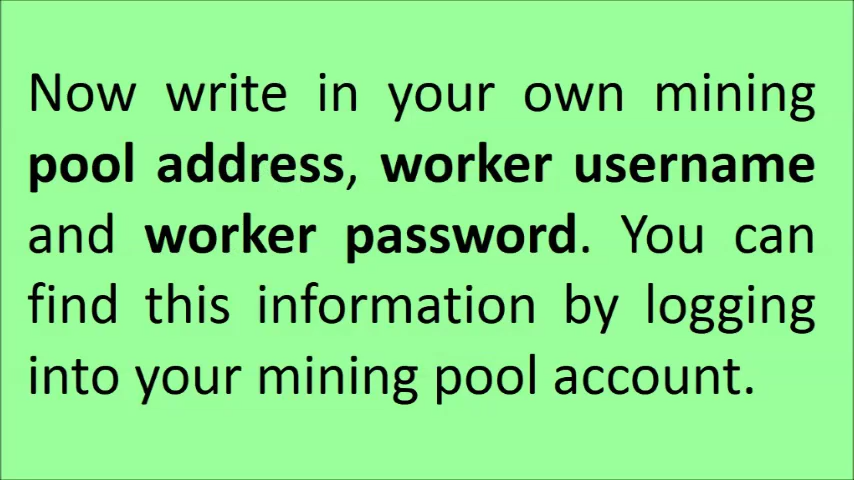 Now write in your own mining
pool address, worker username
and worker password. You can
find this information by logging
into your mining pool account.